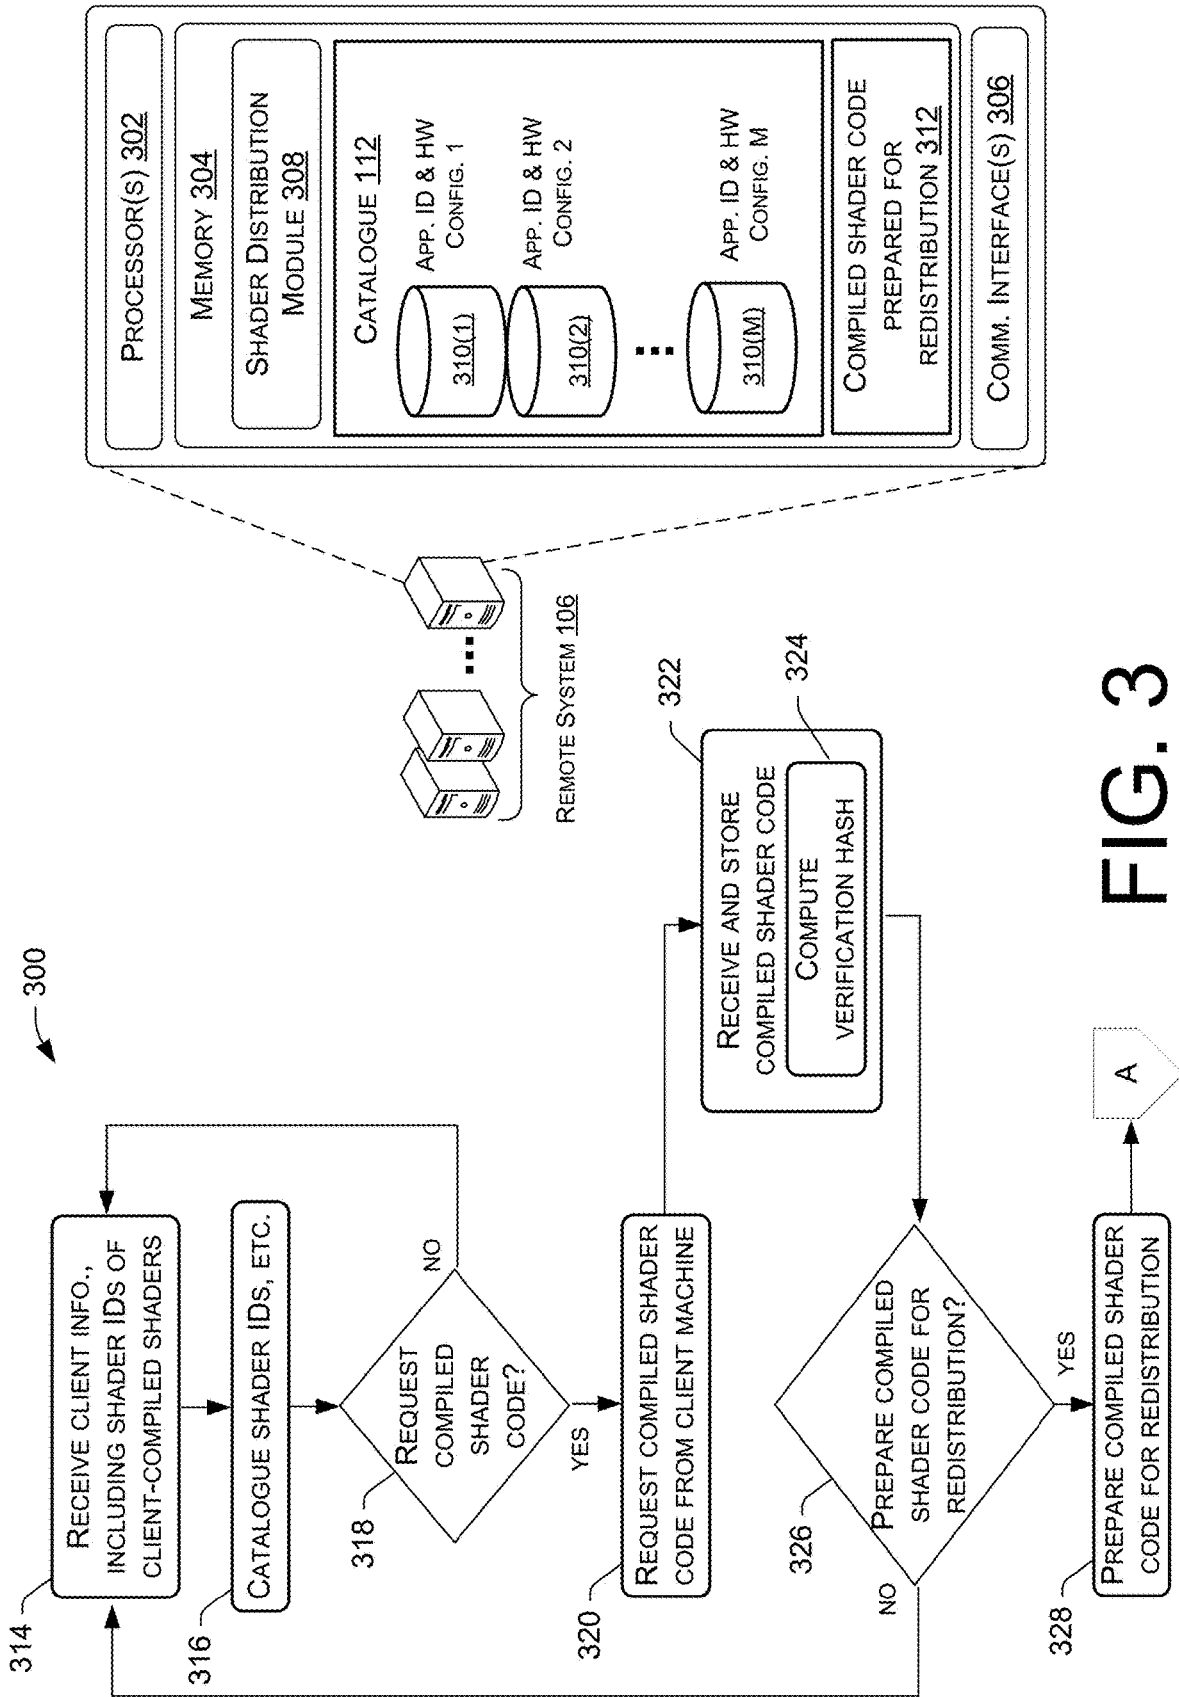 300
314
RECEIVE CLIENT INFO.,
INCLUDING SHADER IDS OF
CLIENT-COMPILED SHADERS
316
CATALOGUE SHADER IDS, ETC.
318
REQUEST
COMPILED
SHADER
CODE?
NO
YES
320
REQUEST COMPILED SHADER
CODE FROM CLIENT MACHINE
322
RECEIVE AND STORE
COMPILED SHADER CODE
324
COMPUTE
VERIFICATION HASH
326
PREPARE COMPILED
SHADER CODE FOR
REDISTRIBUTION?
NO
YES
328
PREPARE COMPILED SHADER
CODE FOR REDISTRIBUTION
A
REMOTE SYSTEM 106
PROCESSOR(S) 302
MEMORY 304
SHADER DISTRIBUTION
MODULE 308
CATALOGUE 112
310(1)
APP. ID & HW
CONFIG. 1
310(2)
APP. ID & HW
CONFIG. 2
310(M)
APP. ID & HW
CONFIG. M
COMPILED SHADER CODE
PREPARED FOR
REDISTRIBUTION 312
COMM. INTERFACE(S) 306
FIG. 3